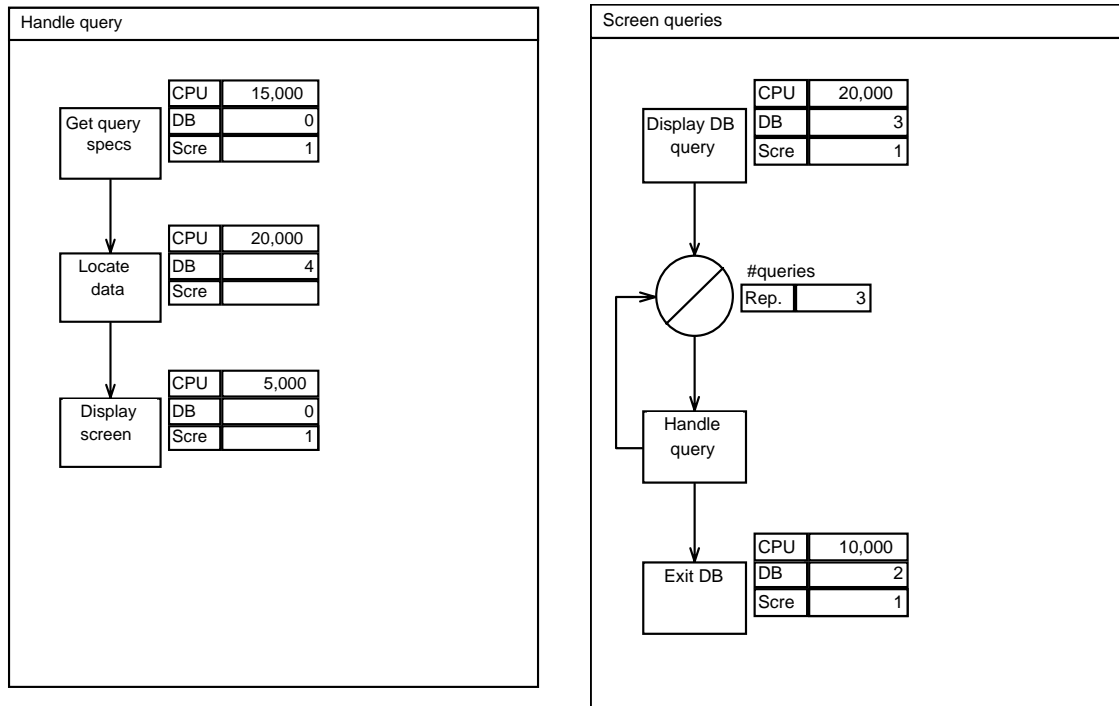 Handle query
Get query
specs
CPU 15,000
DB 0
Scre 1
Locate
data
CPU 20,000
DB 4
Scre
Display
screen
CPU 5,000
DB 0
Scre 1
Screen queries
Display DB
query
CPU 20,000
DB 3
Scre 1
#queries
Rep. 3
Handle
query
Exit DB
CPU 10,000
DB 2
Scre 1